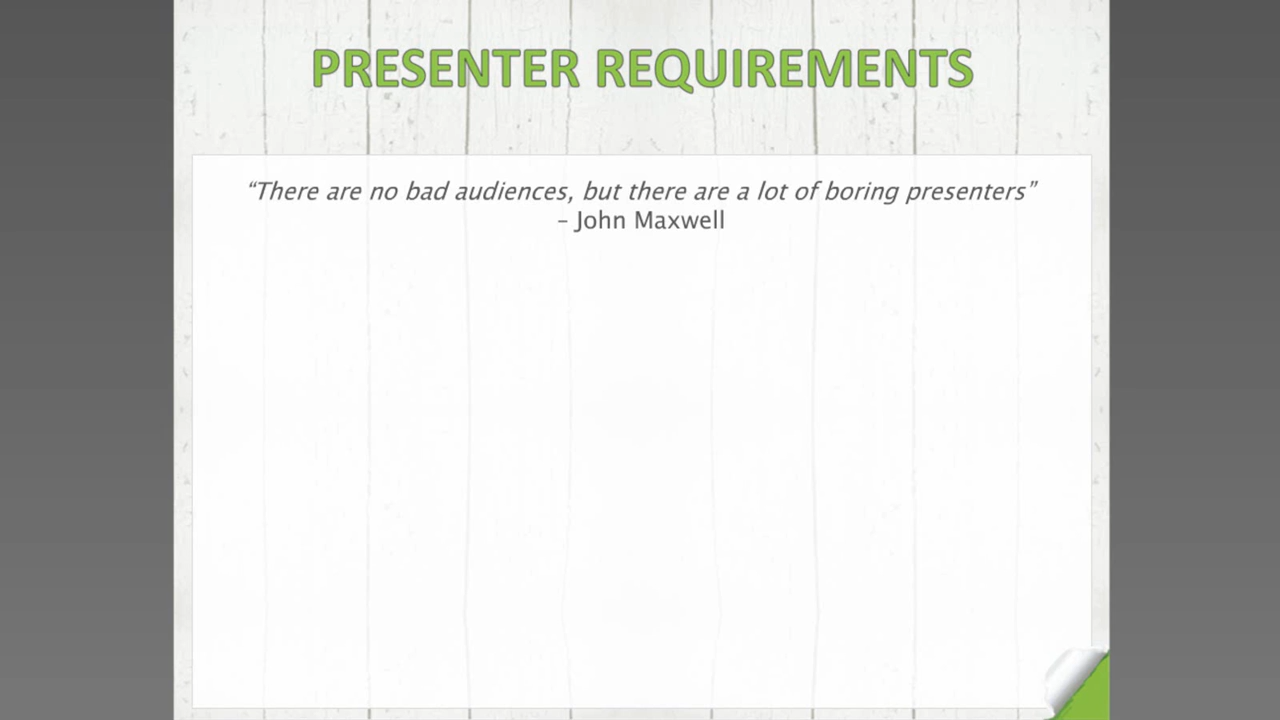 PRESENTER REQUIREMENTS
“There are no bad audiences, but there are a lot of boring presenters”
– John Maxwell